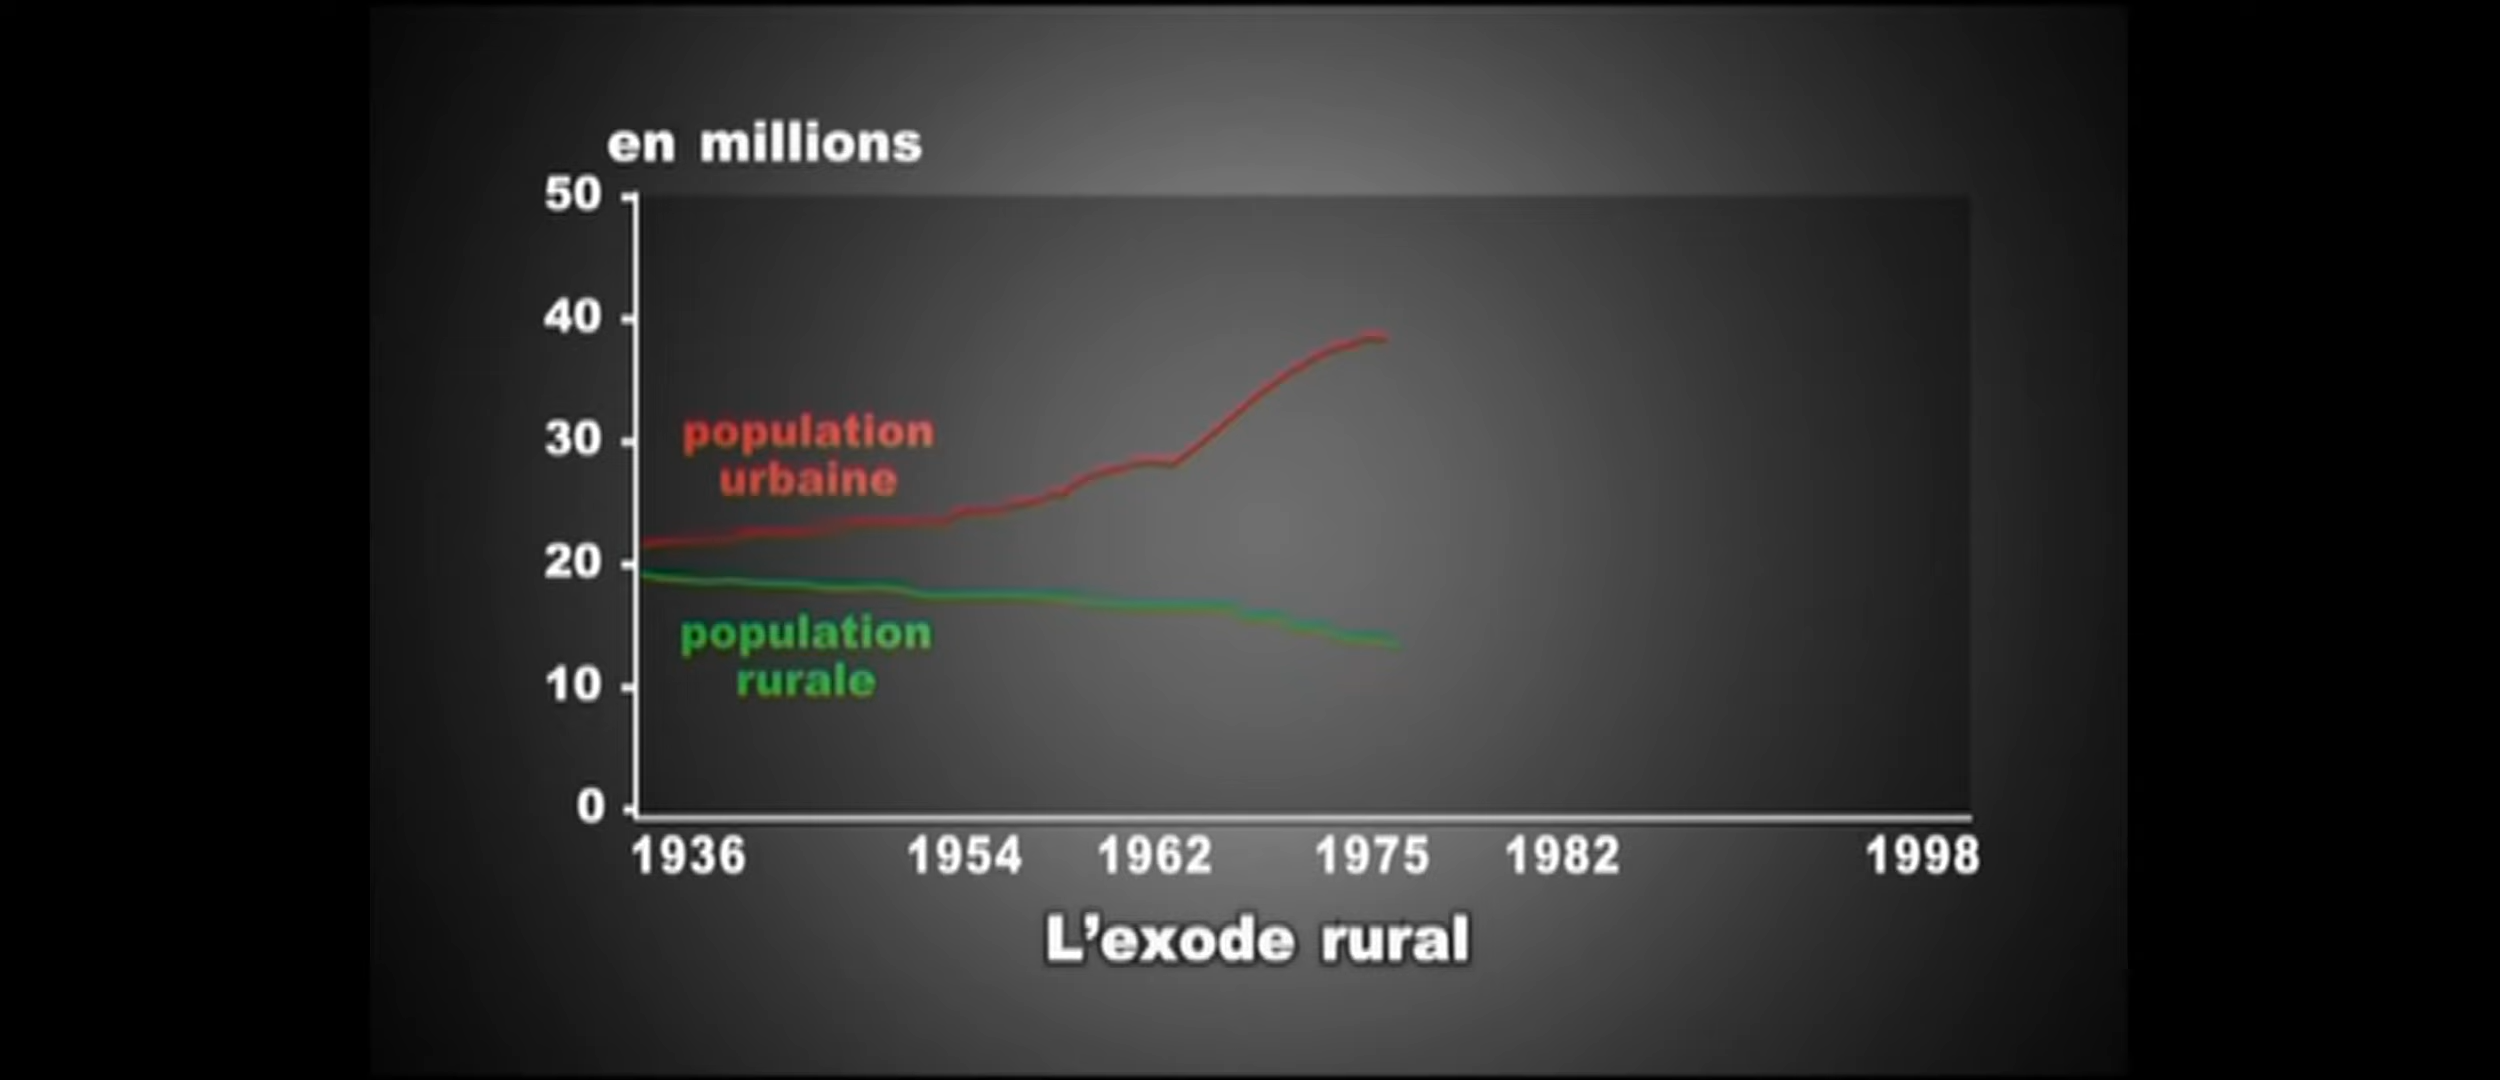 en millions
50
40
30
20
10
0
population
urbaine
population
rurale
1936 1954 1962 1975 1982 1998
L'exode rural